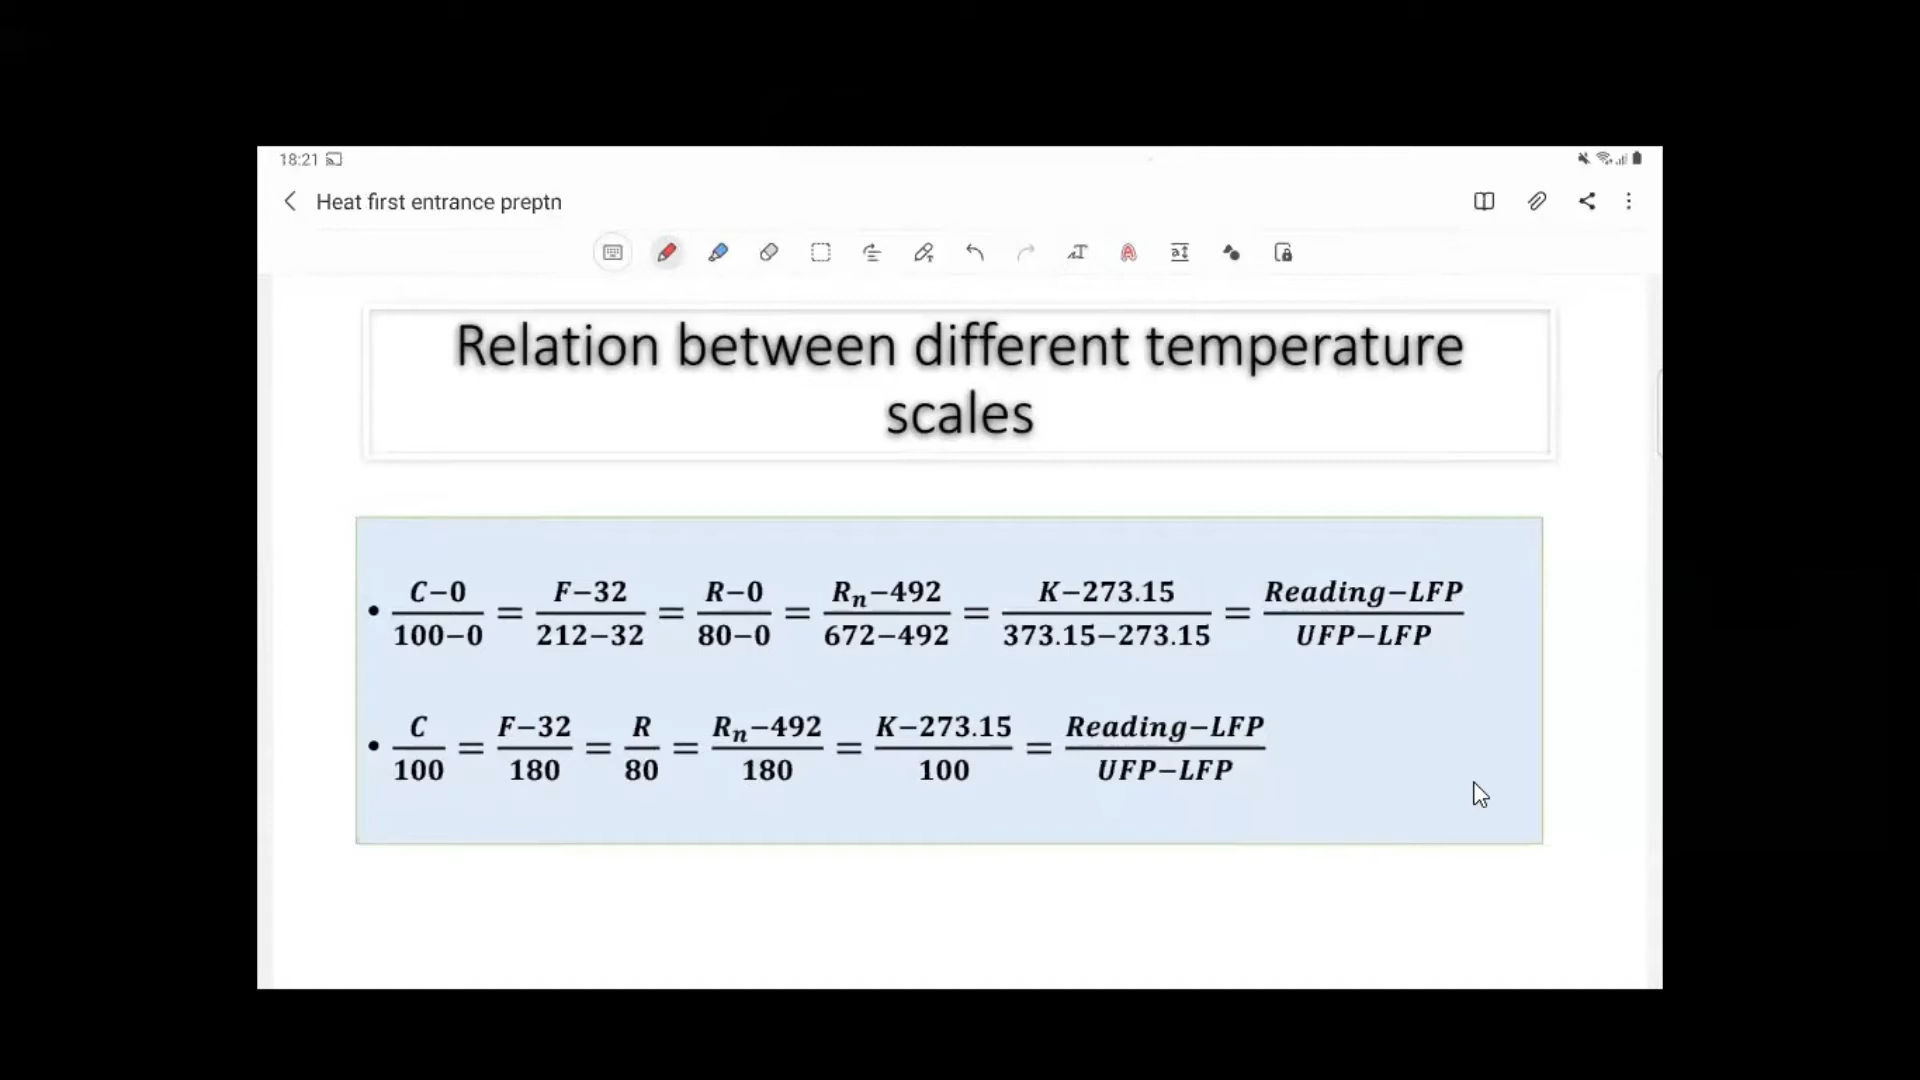 18:21
Heat first entrance preptn
Relation between different temperature
scales
• C−0/100−0 = F−32/212−32 = R−0/80−0 = Rₙ−492/672−492 = K−273.15/373.15−273.15 = Reading−LFP/UFP−LFP
• C/100 = F−32/180 = R/80 = Rₙ−492/180 = K−273.15/100 = Reading−LFP/UFP−LFP